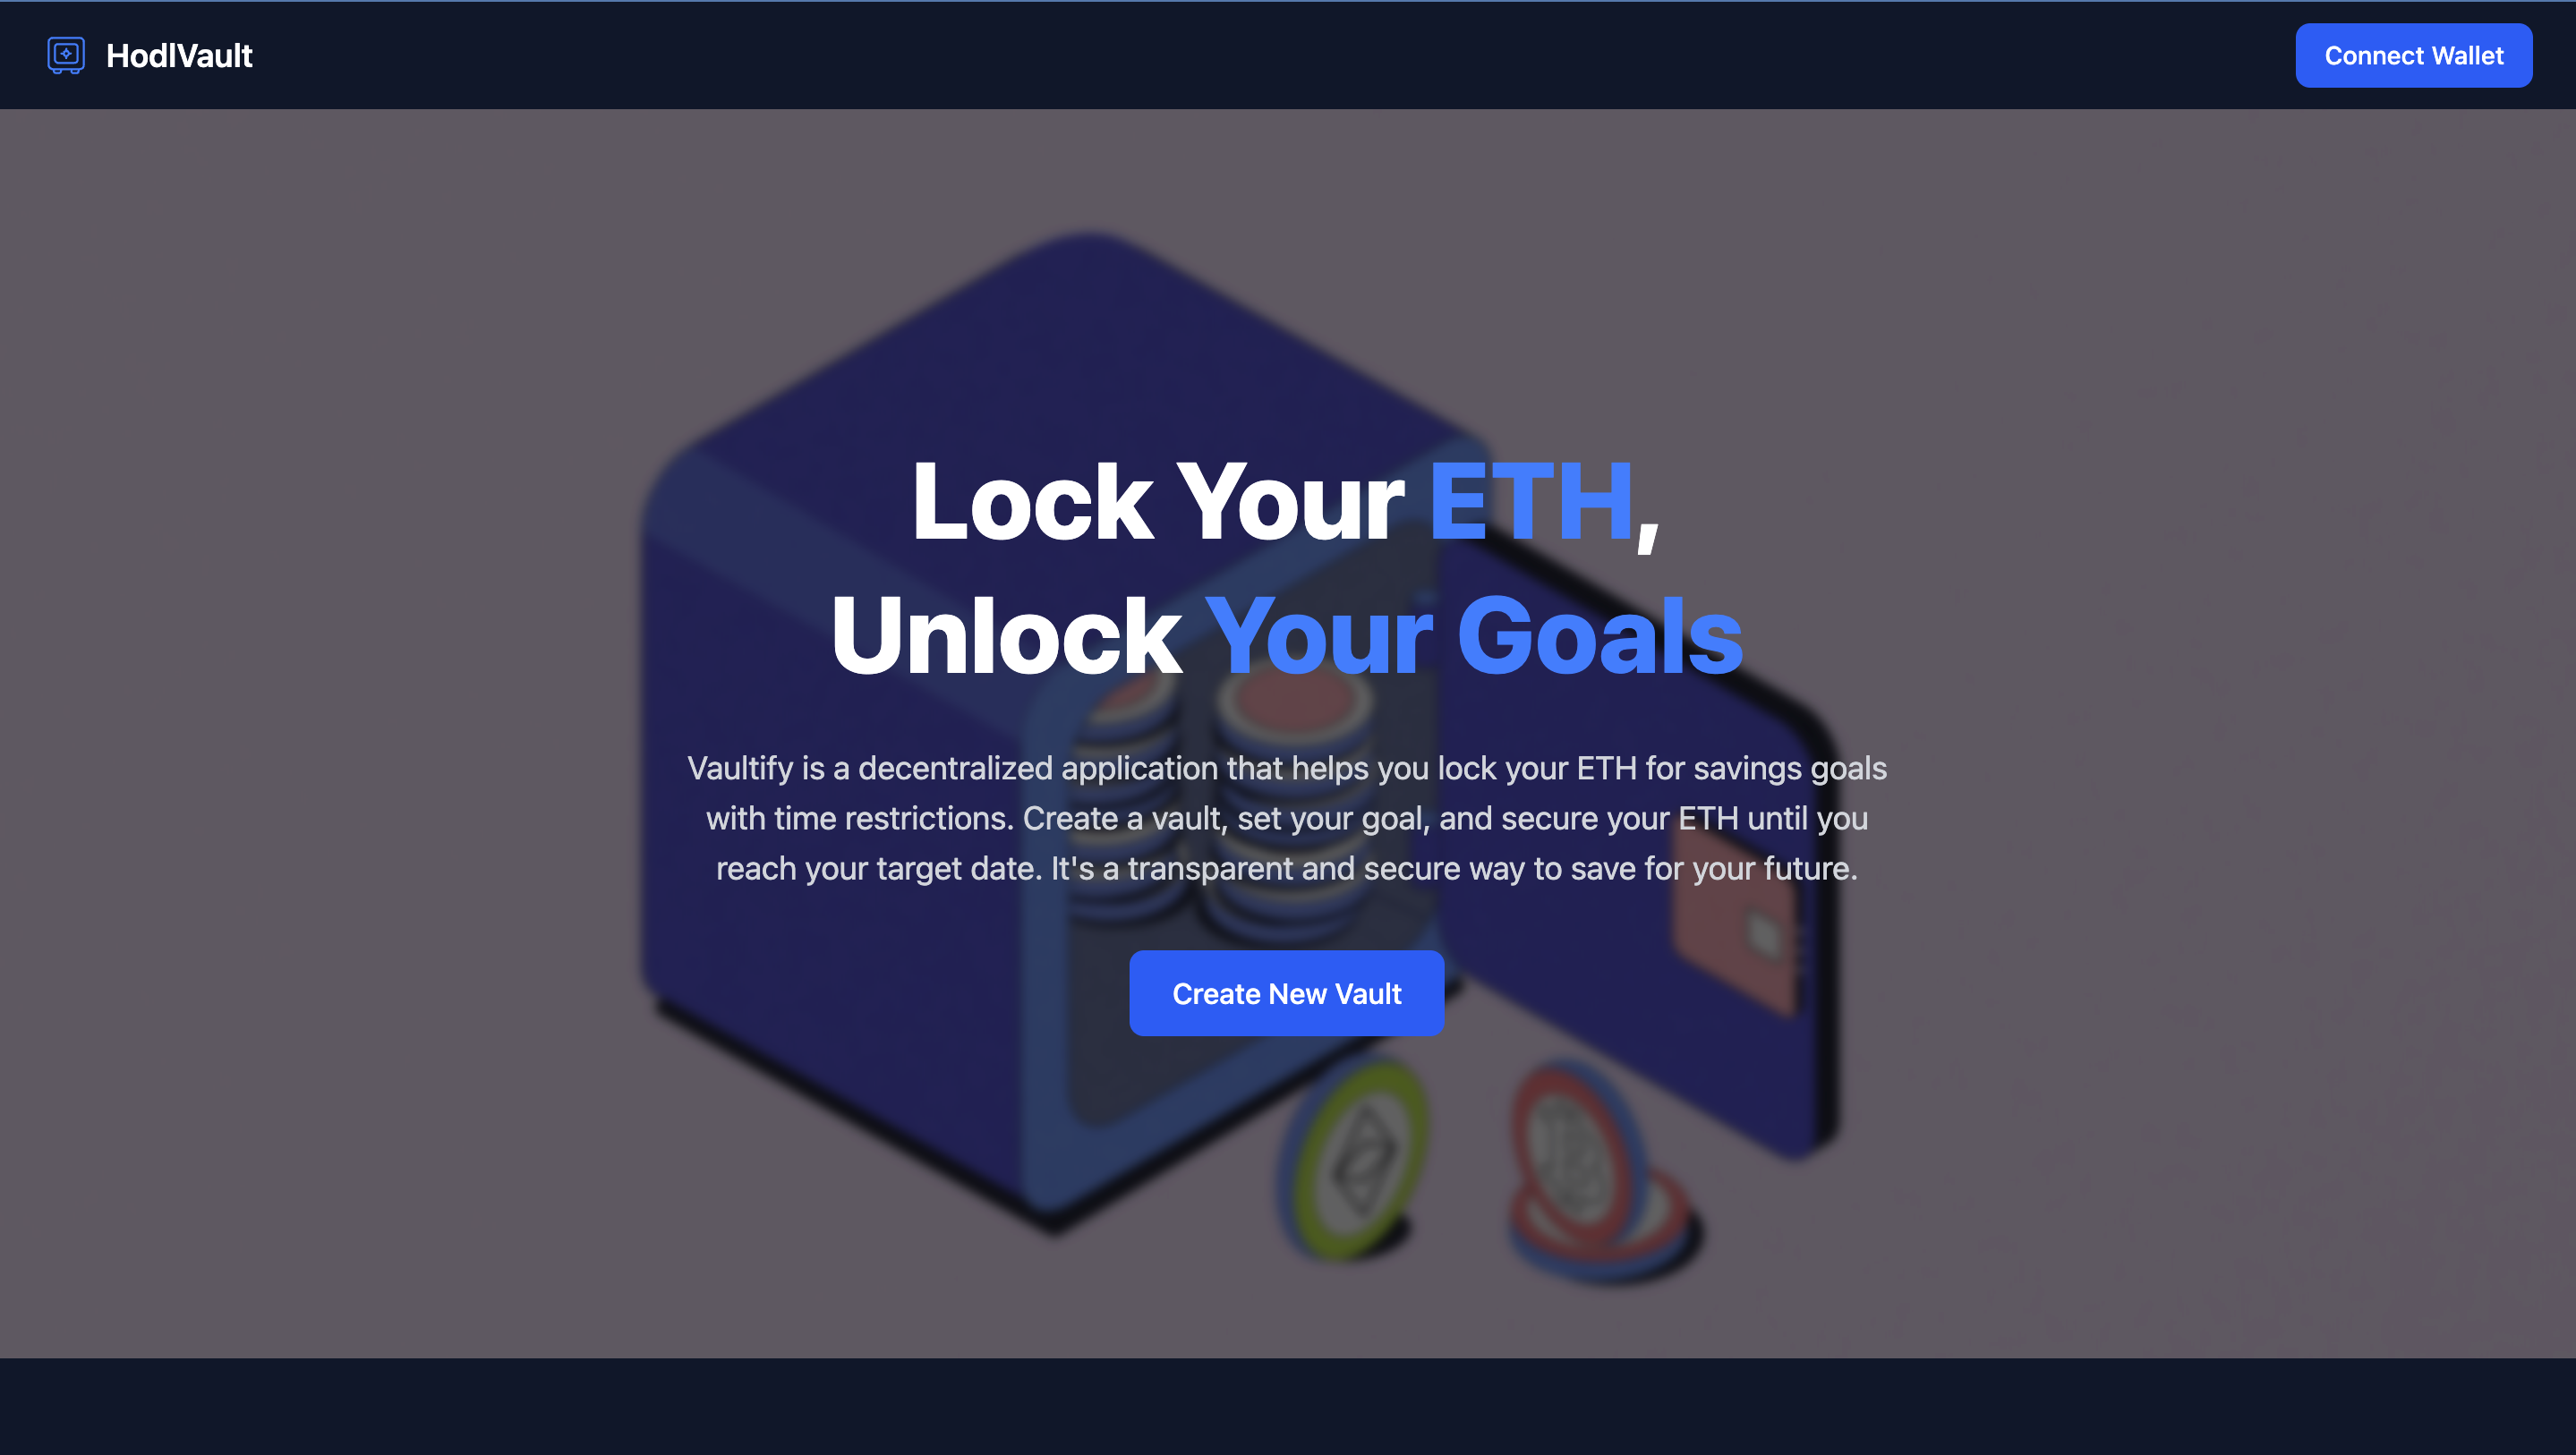 HodlVault
Connect Wallet
Lock Your ETH,
Unlock Your Goals
Vaultify is a decentralized application that helps you lock your ETH for savings goals
with time restrictions. Create a vault, set your goal, and secure your ETH until you
reach your target date. It's a transparent and secure way to save for your future.
Create New Vault